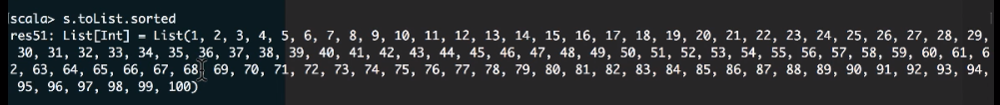 scala> s.toList.sorted
res51: List[Int] = List(1, 2, 3, 4, 5, 6, 7, 8, 9, 10, 11, 12, 13, 14, 15, 16, 17, 18, 19, 20, 21, 22, 23, 24, 25, 26, 27, 28, 29,
30, 31, 32, 33, 34, 35, 36, 37, 38, 39, 40, 41, 42, 43, 44, 45, 46, 47, 48, 49, 50, 51, 52, 53, 54, 55, 56, 57, 58, 59, 60, 61, 6
2, 63, 64, 65, 66, 67, 68, 69, 70, 71, 72, 73, 74, 75, 76, 77, 78, 79, 80, 81, 82, 83, 84, 85, 86, 87, 88, 89, 90, 91, 92, 93, 94,
95, 96, 97, 98, 99, 100)